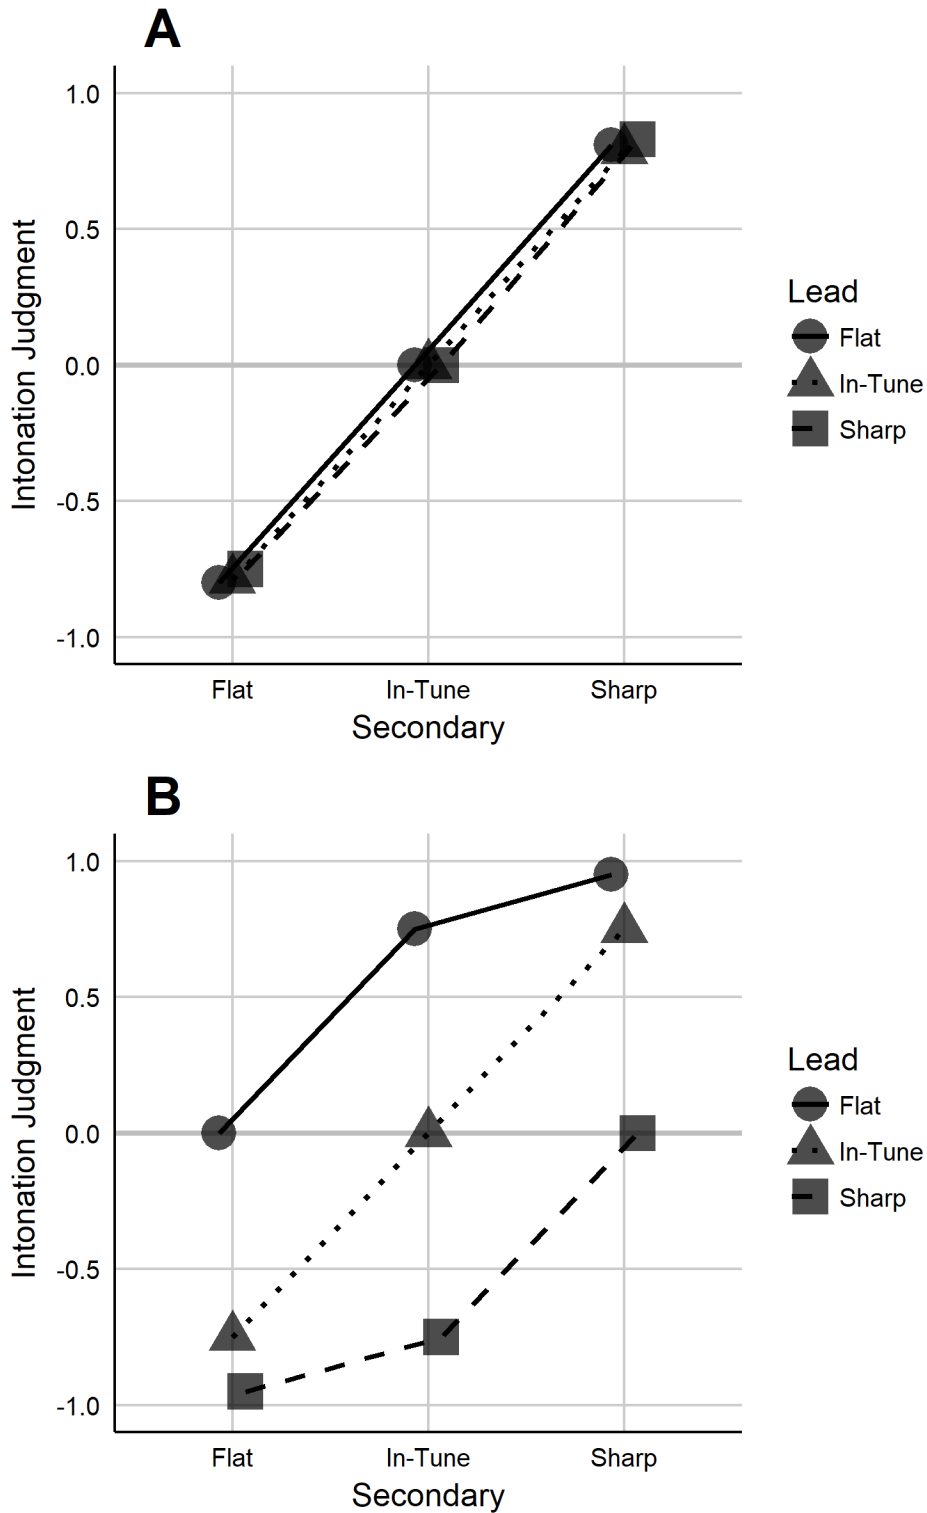 A
1.0
0.5
0.0
-0.5
-1.0
Intonation Judgment
Flat In-Tune Sharp
Secondary
Lead
Flat
In-Tune
Sharp
B
1.0
0.5
0.0
-0.5
-1.0
Intonation Judgment
Flat In-Tune Sharp
Secondary
Lead
Flat
In-Tune
Sharp